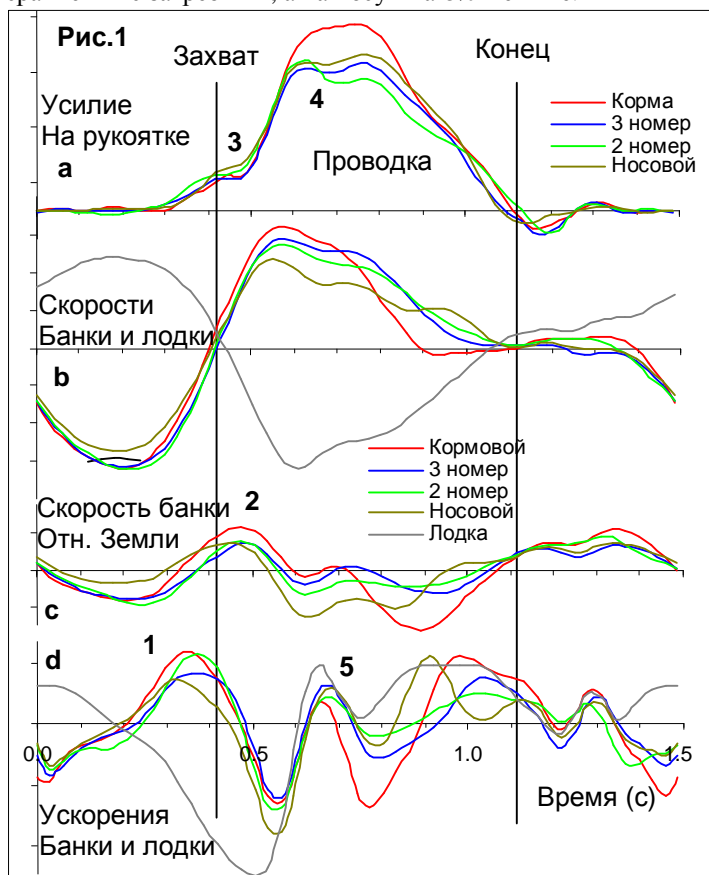 Рис.1
Захват
Конец
Усилие
На рукоятке
3
4
a
Проводка
Корма
3 номер
2 номер
Носовой
Скорости
Банки и лодки
b
Кормовой
3 номер
2 номер
Носовой
Лодка
Скорость банки
Отн. Земли
2
c
d
1
5
0.0
0.5
1.0
1.5
Время (с)
Ускорения
Банки и лодки